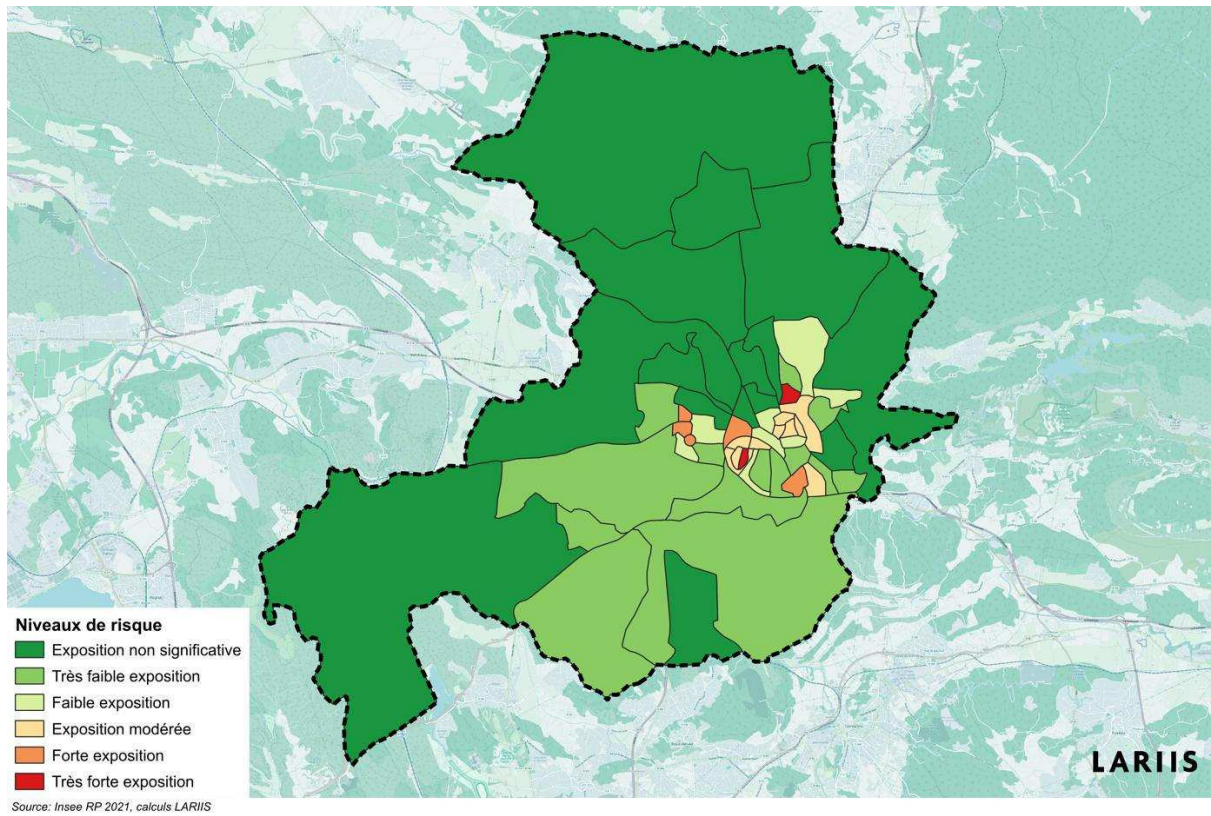 Niveaux de risque
Exposition non significative
Très faible exposition
Faible exposition
Exposition modérée
Forte exposition
Très forte exposition
LARIIS
Source: Insee RP 2021, calculs LARIIS